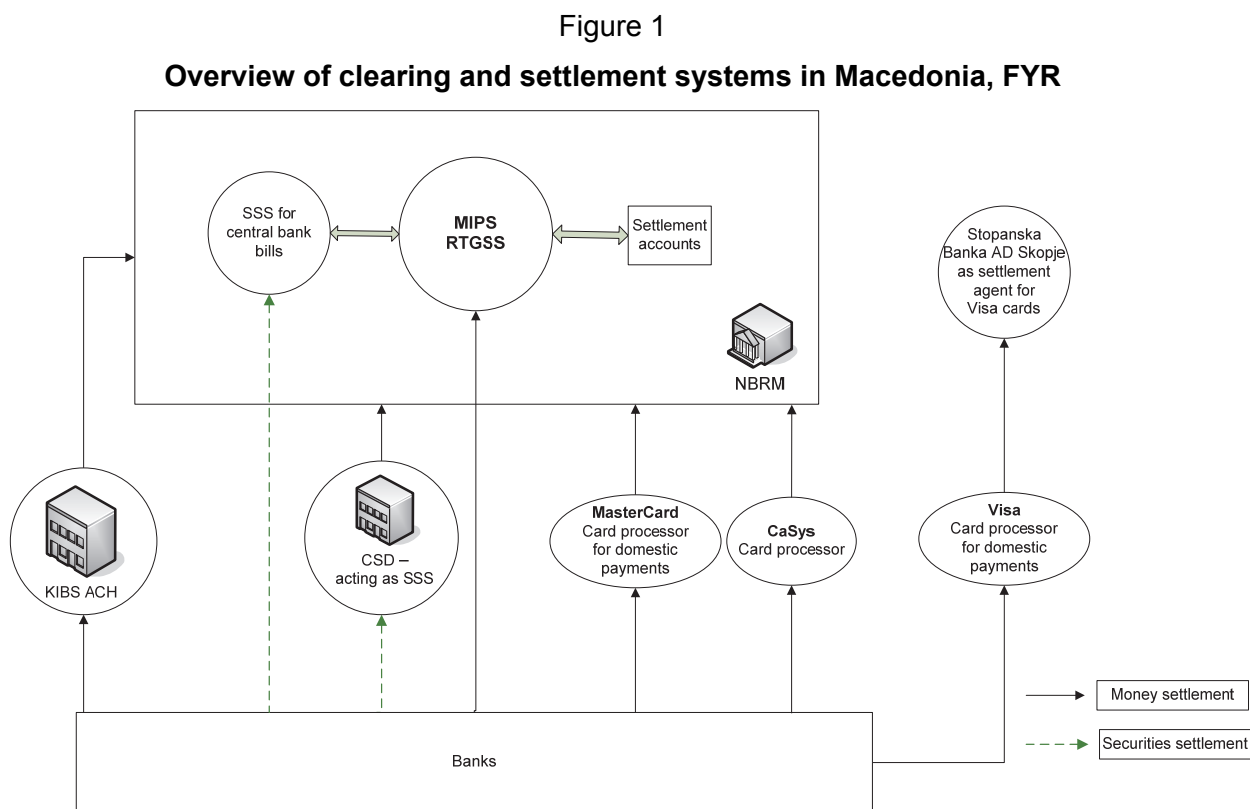 Figure 1
Overview of clearing and settlement systems in Macedonia, FYR
SSS for
central bank
bills
MIPS
RTGSS
Settlement
accounts
Stopanska
Banka AD Skopje
as settlement
agent for
Visa cards
NBRM
KIBS ACH
CSD –
acting as SSS
MasterCard
Card processor
for domestic
payments
CaSys
Card processor
Visa
Card processor
for domestic
payments
Money settlement
Securities settlement
Banks